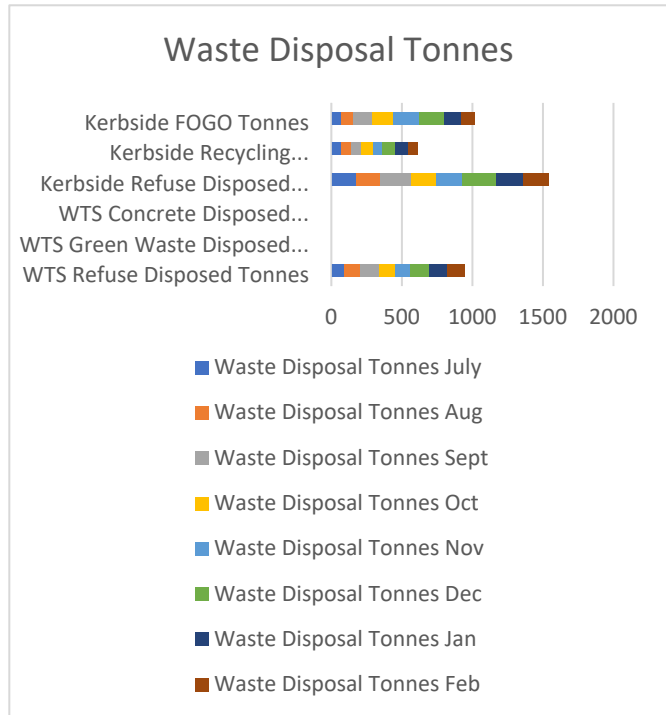 Waste Disposal Tonnes
Kerbside FOGO Tonnes
Kerbside Recycling...
Kerbside Refuse Disposed...
WTS Concrete Disposed...
WTS Green Waste Disposed...
WTS Refuse Disposed Tonnes
0 500 1000 1500 2000
Waste Disposal Tonnes July
Waste Disposal Tonnes Aug
Waste Disposal Tonnes Sept
Waste Disposal Tonnes Oct
Waste Disposal Tonnes Nov
Waste Disposal Tonnes Dec
Waste Disposal Tonnes Jan
Waste Disposal Tonnes Feb